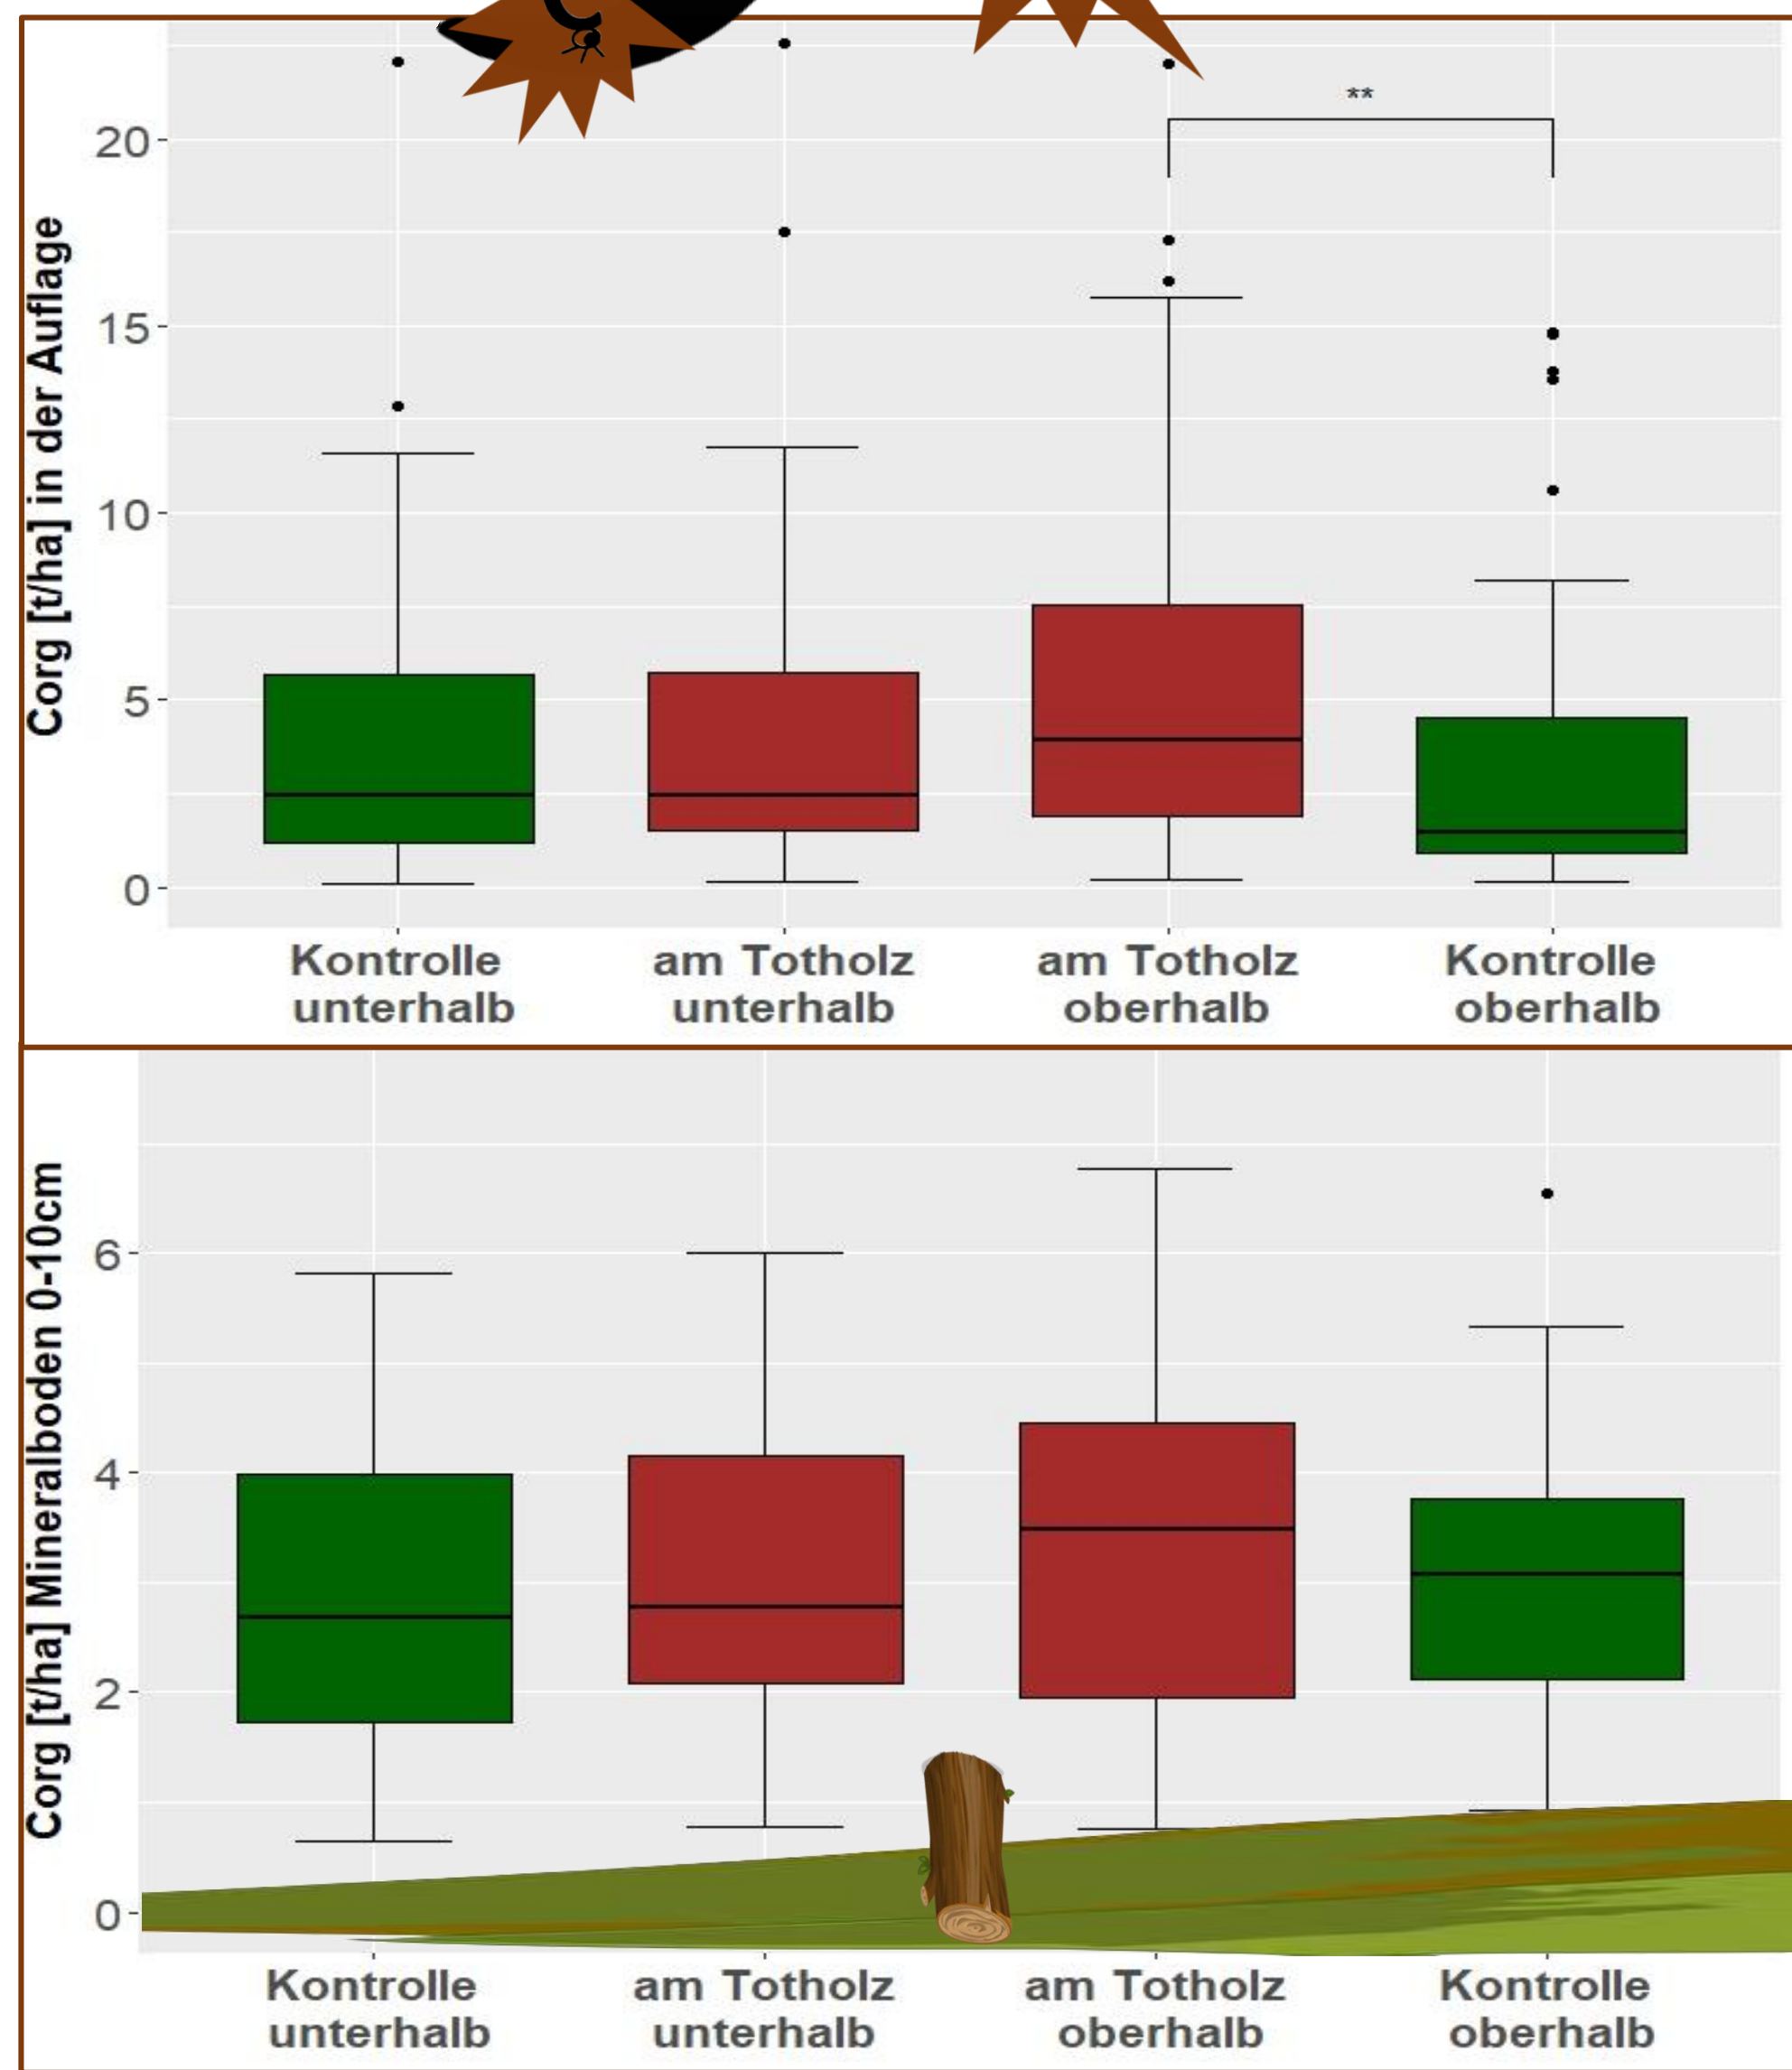 **
20
15
10
5
0
Corg [t/ha] in der Auflage
Kontrolle
unterhalb
am Totholz
unterhalb
am Totholz
oberhalb
Kontrolle
oberhalb
6
4
2
0
Corg [t/ha] Mineralboden 0-10cm
Kontrolle
unterhalb
am Totholz
unterhalb
am Totholz
oberhalb
Kontrolle
oberhalb